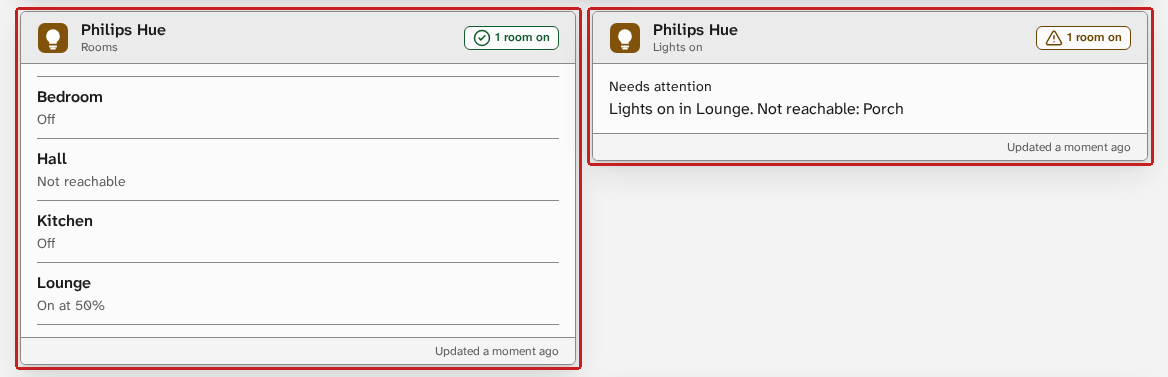 Philips Hue
Rooms
1 room on
Bedroom
Off
Hall
Not reachable
Kitchen
Off
Lounge
On at 50%
Updated a moment ago
Philips Hue
Lights on
1 room on
Needs attention
Lights on in Lounge. Not reachable: Porch
Updated a moment ago